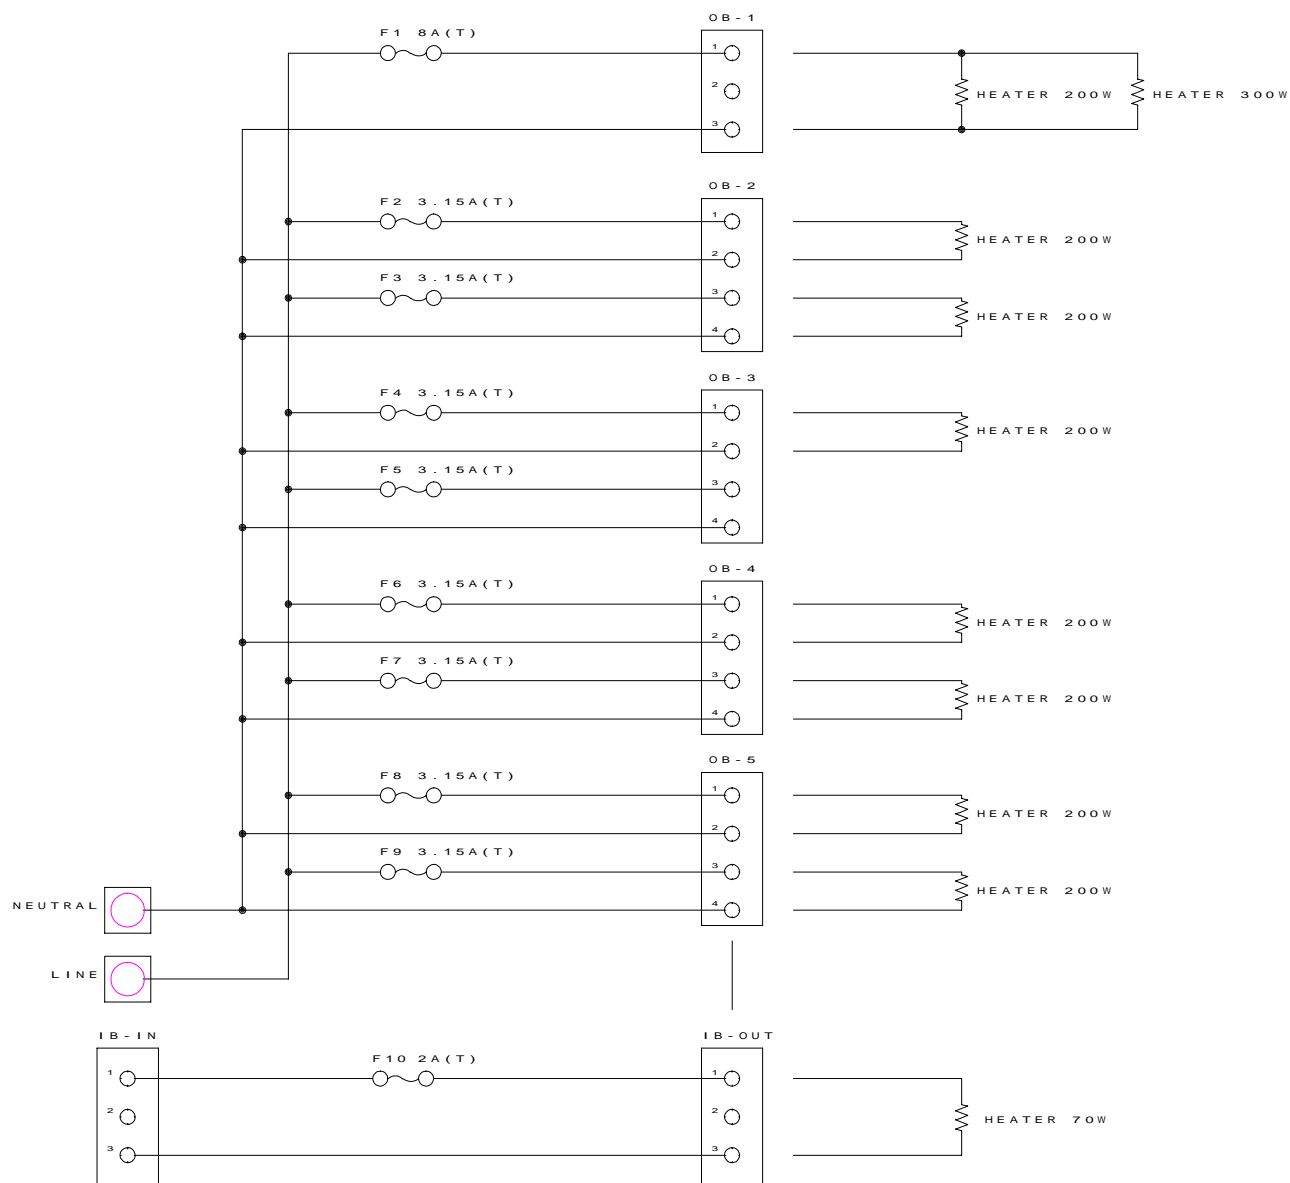 OB-1
F1 8A(T)
1
2
3
HEATER 200W
HEATER 300W
OB-2
F2 3.15A(T)
1
HEATER 200W
2
F3 3.15A(T)
3
HEATER 200W
4
OB-3
F4 3.15A(T)
1
HEATER 200W
2
F5 3.15A(T)
3
4
OB-4
F6 3.15A(T)
1
HEATER 200W
2
F7 3.15A(T)
3
HEATER 200W
4
OB-5
F8 3.15A(T)
1
HEATER 200W
2
F9 3.15A(T)
3
HEATER 200W
4
NEUTRAL
LINE
IB-IN
IB-OUT
F10 2A(T)
1
1
2
2
HEATER 70W
3
3